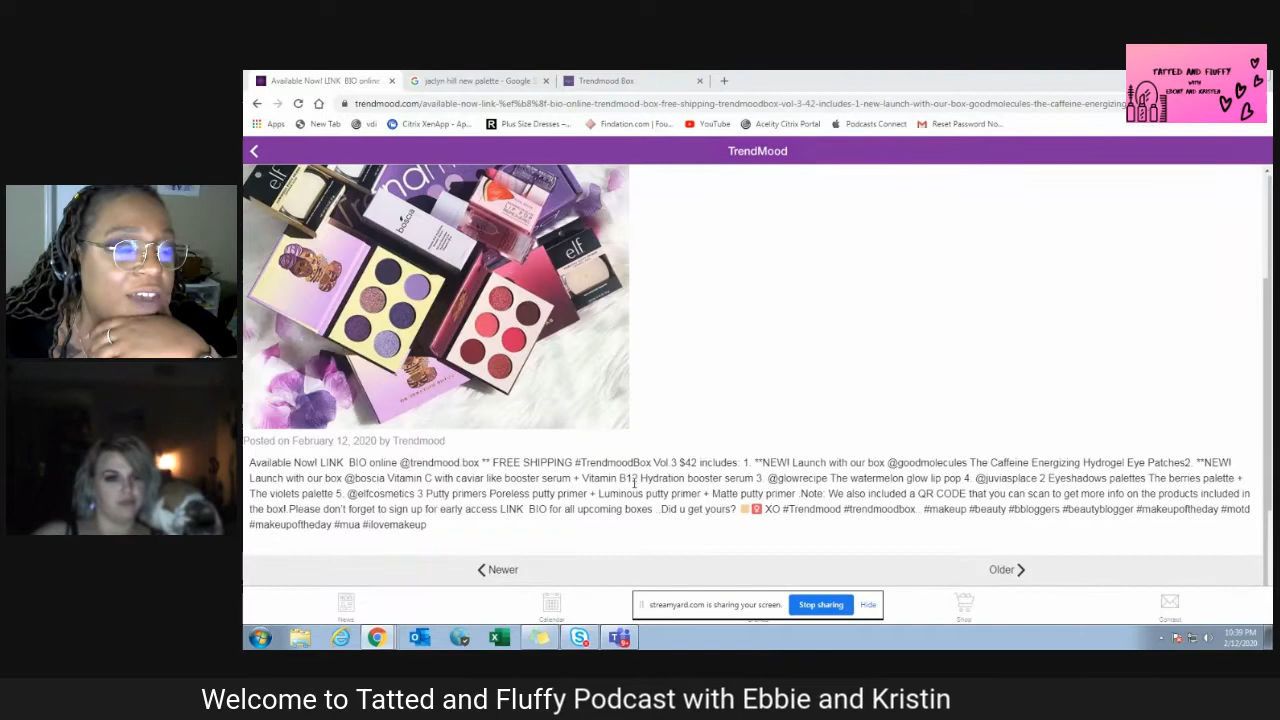 TATTED AND FLUFFY
WITH
EBONY AND KRISTEN
Available Now! LINK BIO online
jaclyn hill new palette - Google S
Trendmood Box
trendmood.com/available-now-link-%ef%b8%8f-bio-online-trendmood-box-free-shipping-trendmoodbox-vol-3-42-includes-1-new-launch-with-our-box-goodmolecules-the-caffeine-energizing
Apps
New Tab
vdi
Citrix XenApp - Ap...
Plus Size Dresses –...
Findation.com | Fou...
YouTube
Acelity Citrix Portal
Podcasts Connect
Reset Password No...
TrendMood
elf
boscia
elf
Posted on February 12, 2020 by Trendmood
Available Now! LINK BIO online @trendmood.box ** FREE SHIPPING #TrendmoodBox Vol.3 $42 includes: 1. **NEW! Launch with our box @goodmolecules The Caffeine Energizing Hydrogel Eye Patches2. **NEW!
Launch with our box @boscia Vitamin C with caviar like booster serum + Vitamin B12 Hydration booster serum 3. @glowrecipe The watermelon glow lip pop 4. @juviasplace 2 Eyeshadows palettes The berries palette +
The violets palette 5. @elfcosmetics 3 Putty primers Poreless putty primer + Luminous putty primer + Matte putty primer .Note: We also included a QR CODE that you can scan to get more info on the products included in
the box!.Please don't forget to sign up for early access LINK BIO for all upcoming boxes ..Did u get yours? XO #Trendmood #trendmoodbox.. #makeup #beauty #bbloggers #beautyblogger #makeupoftheday #motd
#makeupoftheday #mua #ilovemakeup
Newer
Older
News
Calendar
Shop
Contact
streamyard.com is sharing your screen.
Stop sharing
Hide
10:39 PM
2/12/2020
Welcome to Tatted and Fluffy Podcast with Ebbie and Kristin